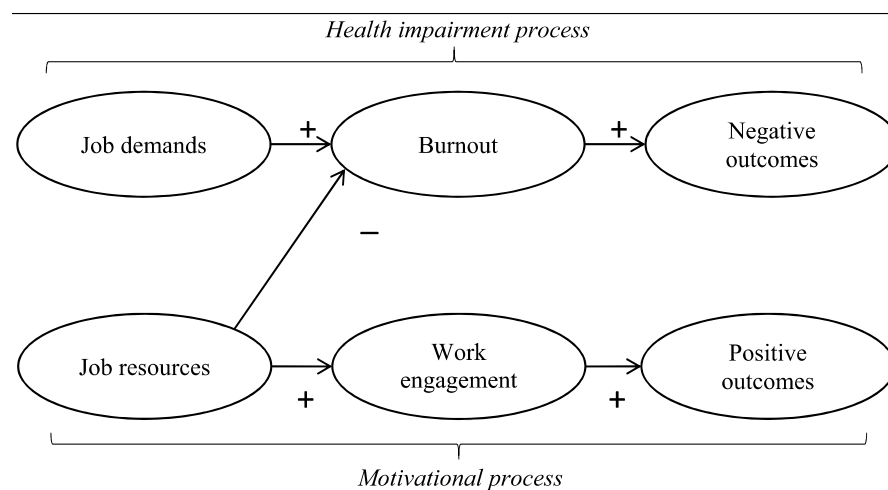 Health impairment process
+
+
Job demands
Burnout
Negative
outcomes
−
Job resources
Work
engagement
Positive
outcomes
+
+
Motivational process